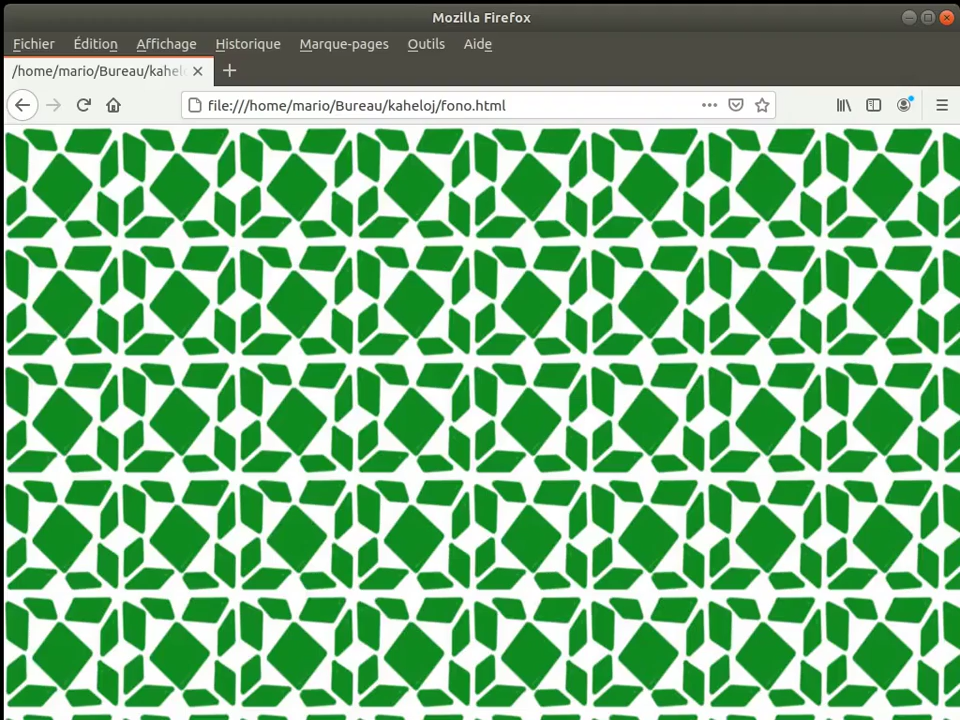 Mozilla Firefox
Fichier Édition Affichage Historique Marque-pages Outils Aide
/home/mario/Bureau/kahelo
file:///home/mario/Bureau/kaheloj/fono.html